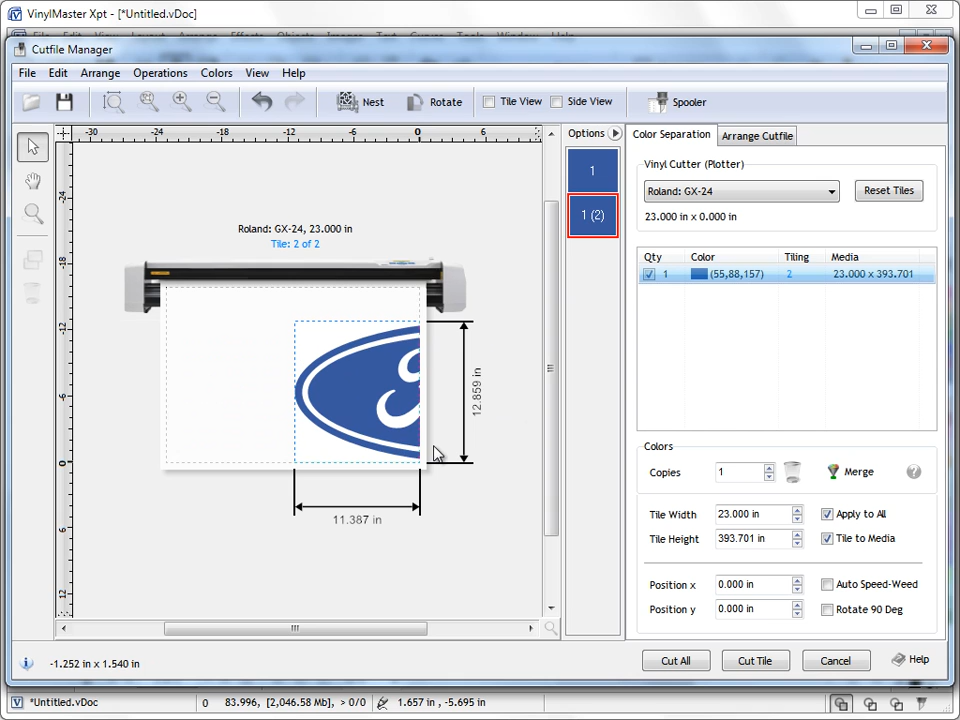 VinylMaster Xpt - [*Untitled.vDoc]
Cutfile Manager
File Edit Arrange Operations Colors View Help
Nest Rotate Tile View Side View Spooler
-30 -24 -18 -12 -6 0 6
Options
Color Separation Arrange Cutfile
-24
-18
-12
-6
0
6
12
1
1 (2)
Roland: GX-24, 23.000 in
Tile: 2 of 2
12.859 in
11.387 in
Vinyl Cutter (Plotter)
Roland: GX-24
Reset Tiles
23.000 in x 0.000 in
Qty Color Tiling Media
1 (55,88,157) 2 23.000 x 393.701
Colors
Copies 1 Merge
Tile Width 23.000 in Apply to All
Tile Height 393.701 in Tile to Media
Position x 0.000 in Auto Speed-Weed
Position y 0.000 in Rotate 90 Deg
-1.252 in x 1.540 in
Cut All Cut Tile Cancel Help
*Untitled.vDoc 0 83.996, [2,046.58 Mb], > 0/0 1.657 in , -5.695 in